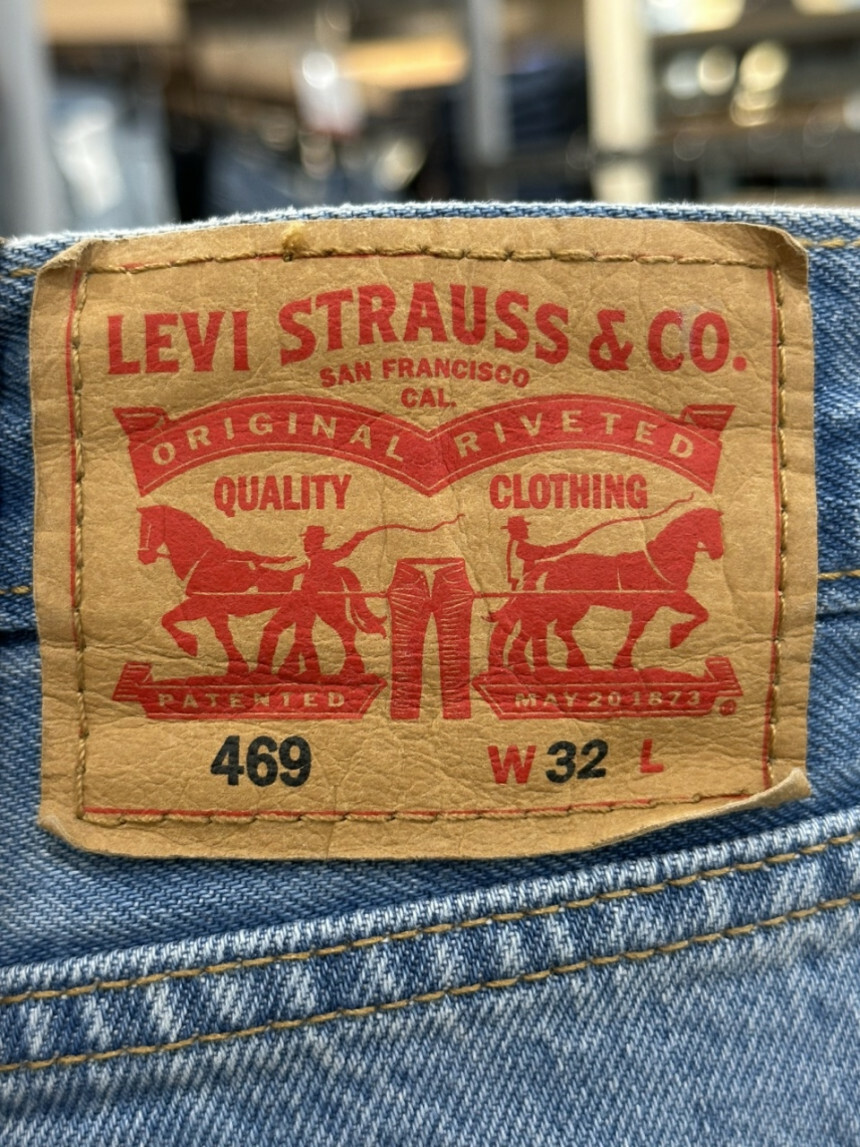 LEVI STRAUSS & CO.
SAN FRANCISCO
CAL.
ORIGINAL RIVETED
QUALITY CLOTHING
PATENTED MAY 20 1873 ®
469 W 32 L